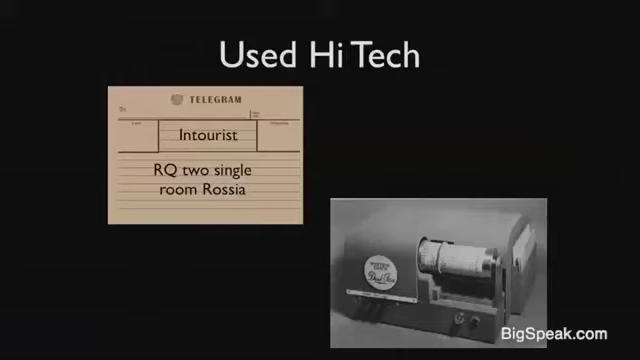 Used Hi Tech
TELEGRAM
Intourist
RQ two single
room Rossia
BigSpeak.com